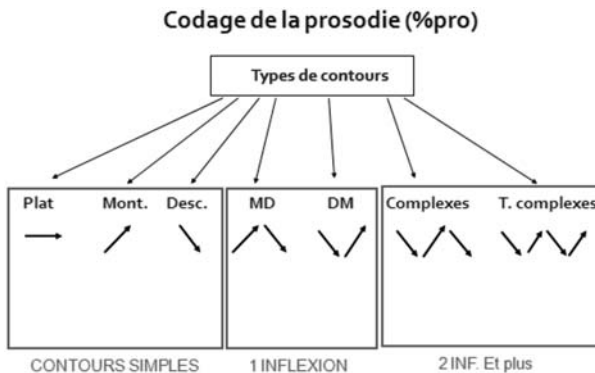 Codage de la prosodie (%pro)
Types de contours
Plat Mont. Desc. MD DM Complexes T. complexes
CONTOURS SIMPLES 1 INFLEXION 2 INF. Et plus